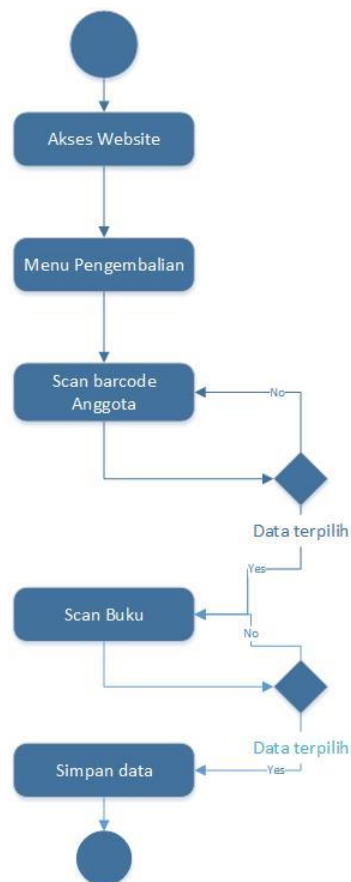 Akses Website
Menu Pengembalian
Scan barcode
Anggota
No
Data terpilih
Yes
Scan Buku
No
Data terpilih
Simpan data
Yes